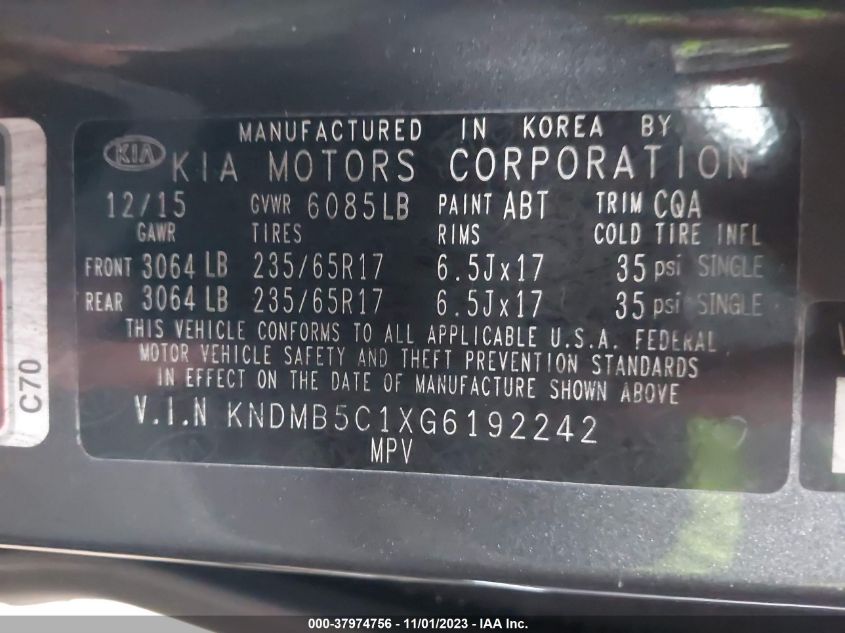 MANUFACTURED IN KOREA BY
KIA KIA MOTORS CORPORATION
12/15 GVWR 6085LB PAINT ABT TRIM CQA
GAWR TIRES RIMS COLD TIRE INFL
FRONT 3064 LB 235/65R17 6.5Jx17 35 psi SINGLE
REAR 3064 LB 235/65R17 6.5Jx17 35 psi SINGLE
THIS VEHICLE CONFORMS TO ALL APPLICABLE U.S.A. FEDERAL
MOTOR VEHICLE SAFETY AND THEFT PREVENTION STANDARDS
IN EFFECT ON THE DATE OF MANUFACTURE SHOWN ABOVE
V.I.N KNDMB5C1XG6192242
MPV
C70
000-37974756 - 11/01/2023 - IAA Inc.